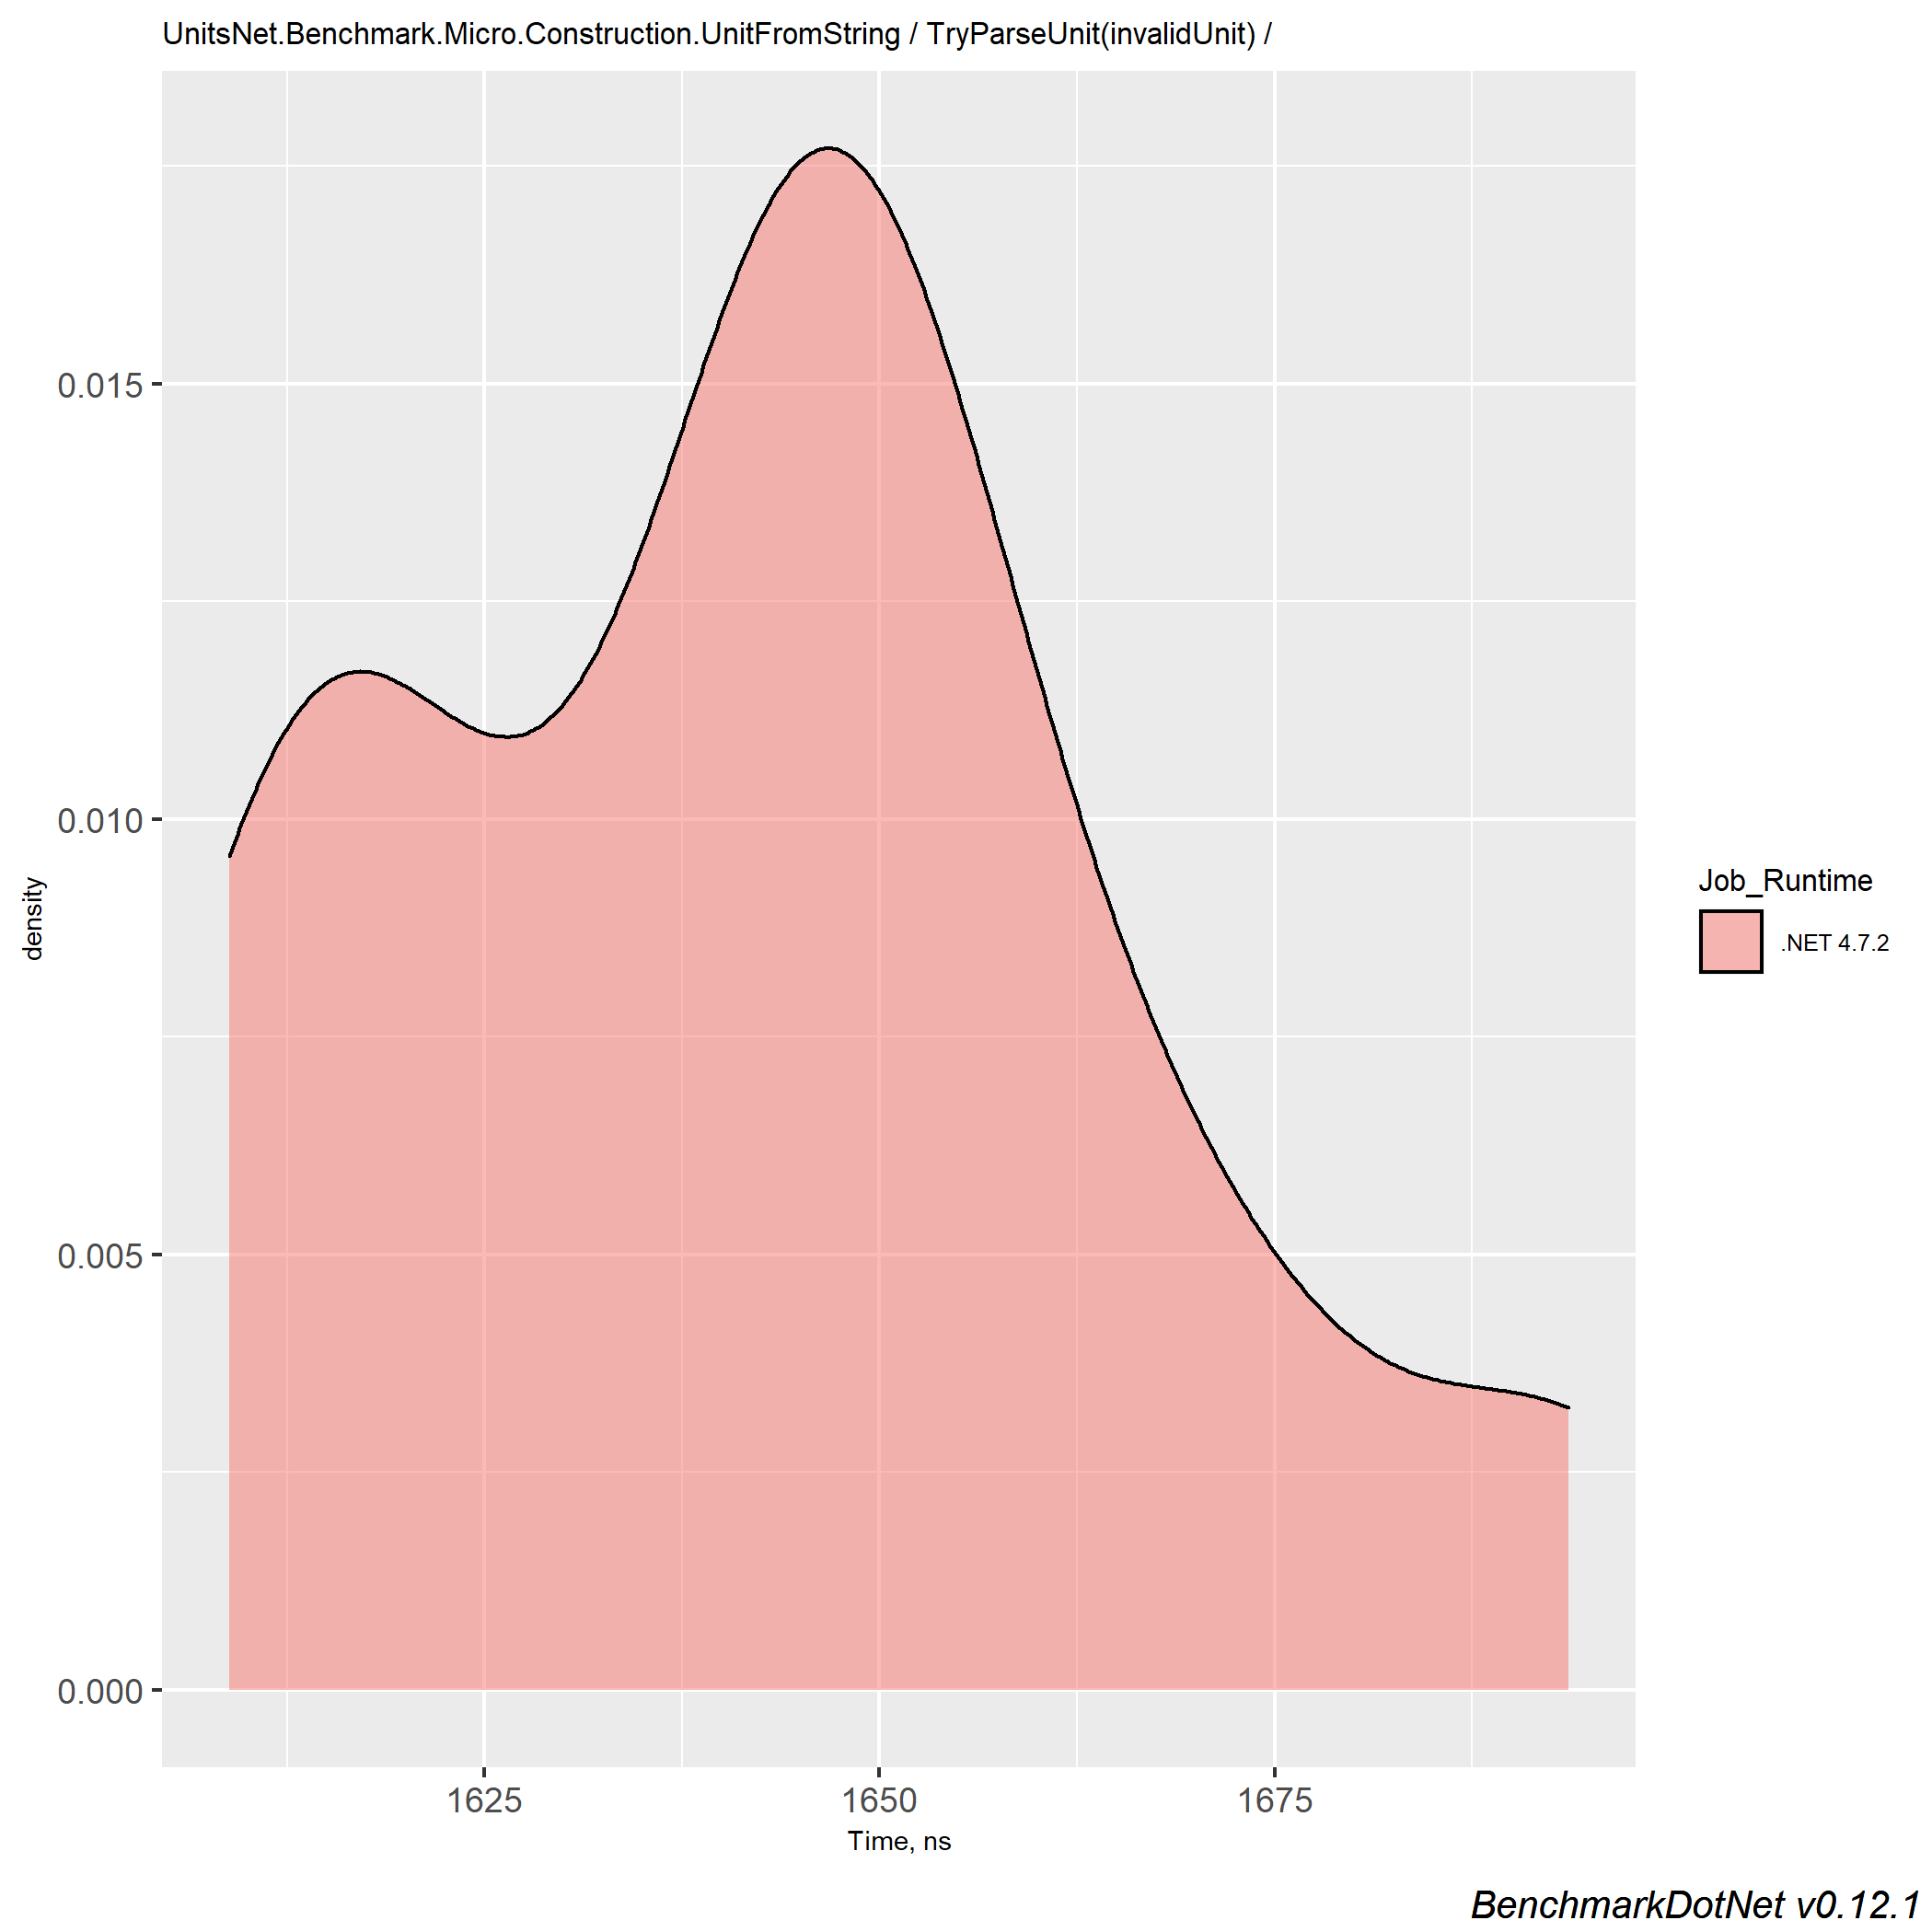 UnitsNet.Benchmark.Micro.Construction.UnitFromString / TryParseUnit(invalidUnit) /
0.015
0.010
0.005
0.000
density
1625 1650 1675
Time, ns
Job_Runtime
.NET 4.7.2
BenchmarkDotNet v0.12.1